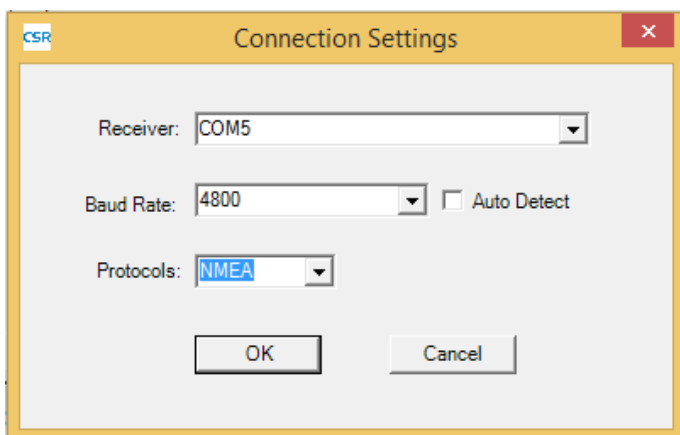 CSR
Connection Settings
Receiver: COM5
Baud Rate: 4800 Auto Detect
Protocols: NMEA
OK Cancel